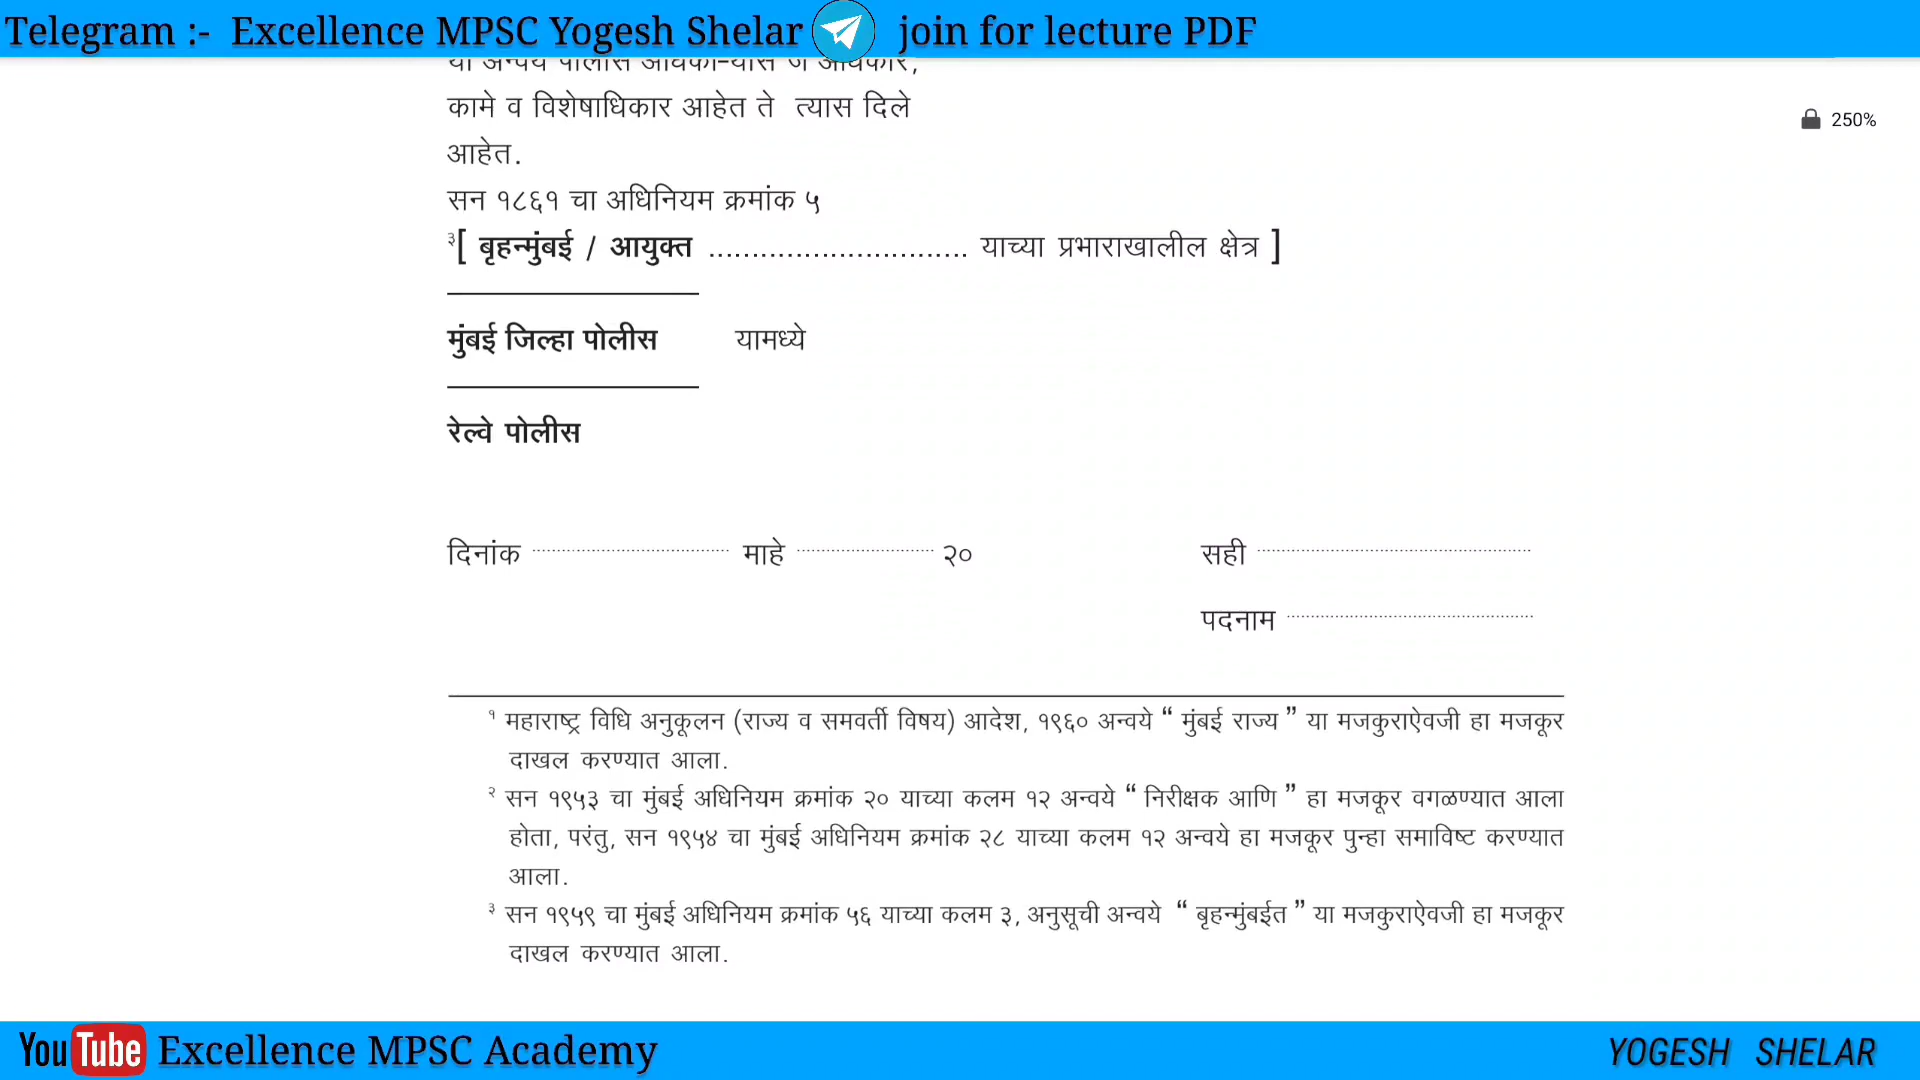 Telegram :- Excellence MPSC Yogesh Shelar join for lecture PDF
कामे व विशेषाधिकार आहेत ते त्यास दिले
250%
आहेत.
सन १८६१ चा अधिनियम क्रमांक ५
३[ बृहन्मुंबई / आयुक्त .............................. याच्या प्रभाराखालील क्षेत्र ]
मुंबई जिल्हा पोलीस यामध्ये
रेल्वे पोलीस
दिनांक .............................. माहे .................... २० सही ........................................
पदनाम ....................................
१ महाराष्ट्र विधि अनुकूलन (राज्य व समवर्ती विषय) आदेश, १९६० अन्वये “ मुंबई राज्य ” या मजकुराऐवजी हा मजकूर
दाखल करण्यात आला.
२ सन १९५३ चा मुंबई अधिनियम क्रमांक २० याच्या कलम १२ अन्वये “ निरीक्षक आणि ” हा मजकूर वगळण्यात आला
होता, परंतु, सन १९५४ चा मुंबई अधिनियम क्रमांक २८ याच्या कलम १२ अन्वये हा मजकूर पुन्हा समाविष्ट करण्यात
आला.
३ सन १९५९ चा मुंबई अधिनियम क्रमांक ५६ याच्या कलम ३, अनुसूची अन्वये “ बृहन्मुंबईत ” या मजकुराऐवजी हा मजकूर
दाखल करण्यात आला.
YouTube Excellence MPSC Academy YOGESH SHELAR